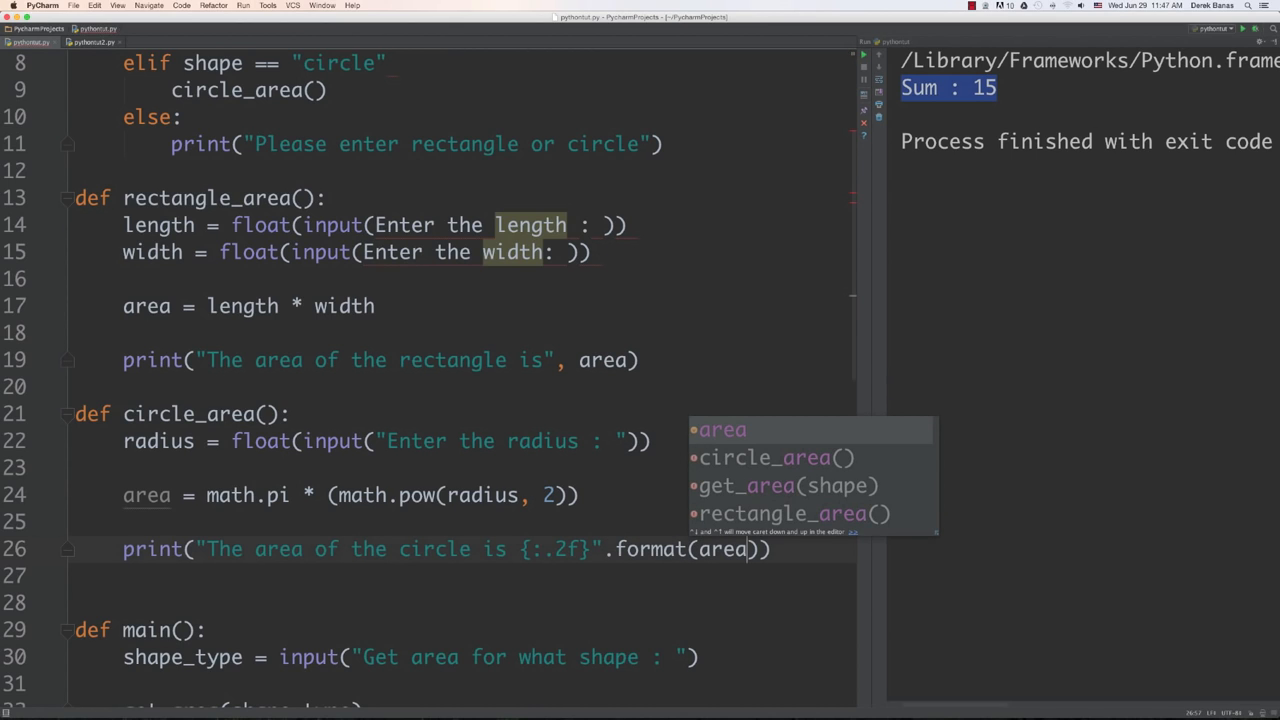 PyCharm File Edit View Navigate Code Refactor Run Tools VCS Window Help
10 Wed Jun 29 11:47 AM Derek Banas
pythontut.py - PycharmProjects - [~/PycharmProjects]
PycharmProjects pythontut.py
pythontut
pythontut.py pythontut2.py
Run: pythontut
8 elif shape == "circle"
9 circle_area()
10 else:
11 print("Please enter rectangle or circle")
12
13 def rectangle_area():
14 length = float(input(Enter the length : ))
15 width = float(input(Enter the width: ))
16
17 area = length * width
18
19 print("The area of the rectangle is", area)
20
21 def circle_area():
22 radius = float(input("Enter the radius : "))
23
24 area = math.pi * (math.pow(radius, 2))
25
26 print("The area of the circle is {:.2f}".format(area))
27
28
29 def main():
30 shape_type = input("Get area for what shape : ")
31
area
circle_area()
get_area(shape)
rectangle_area()
^↓ and ^↑ will move caret down and up in the editor >>
/Library/Frameworks/Python.frame
Sum : 15
Process finished with exit code
26:57 LF UTF-8